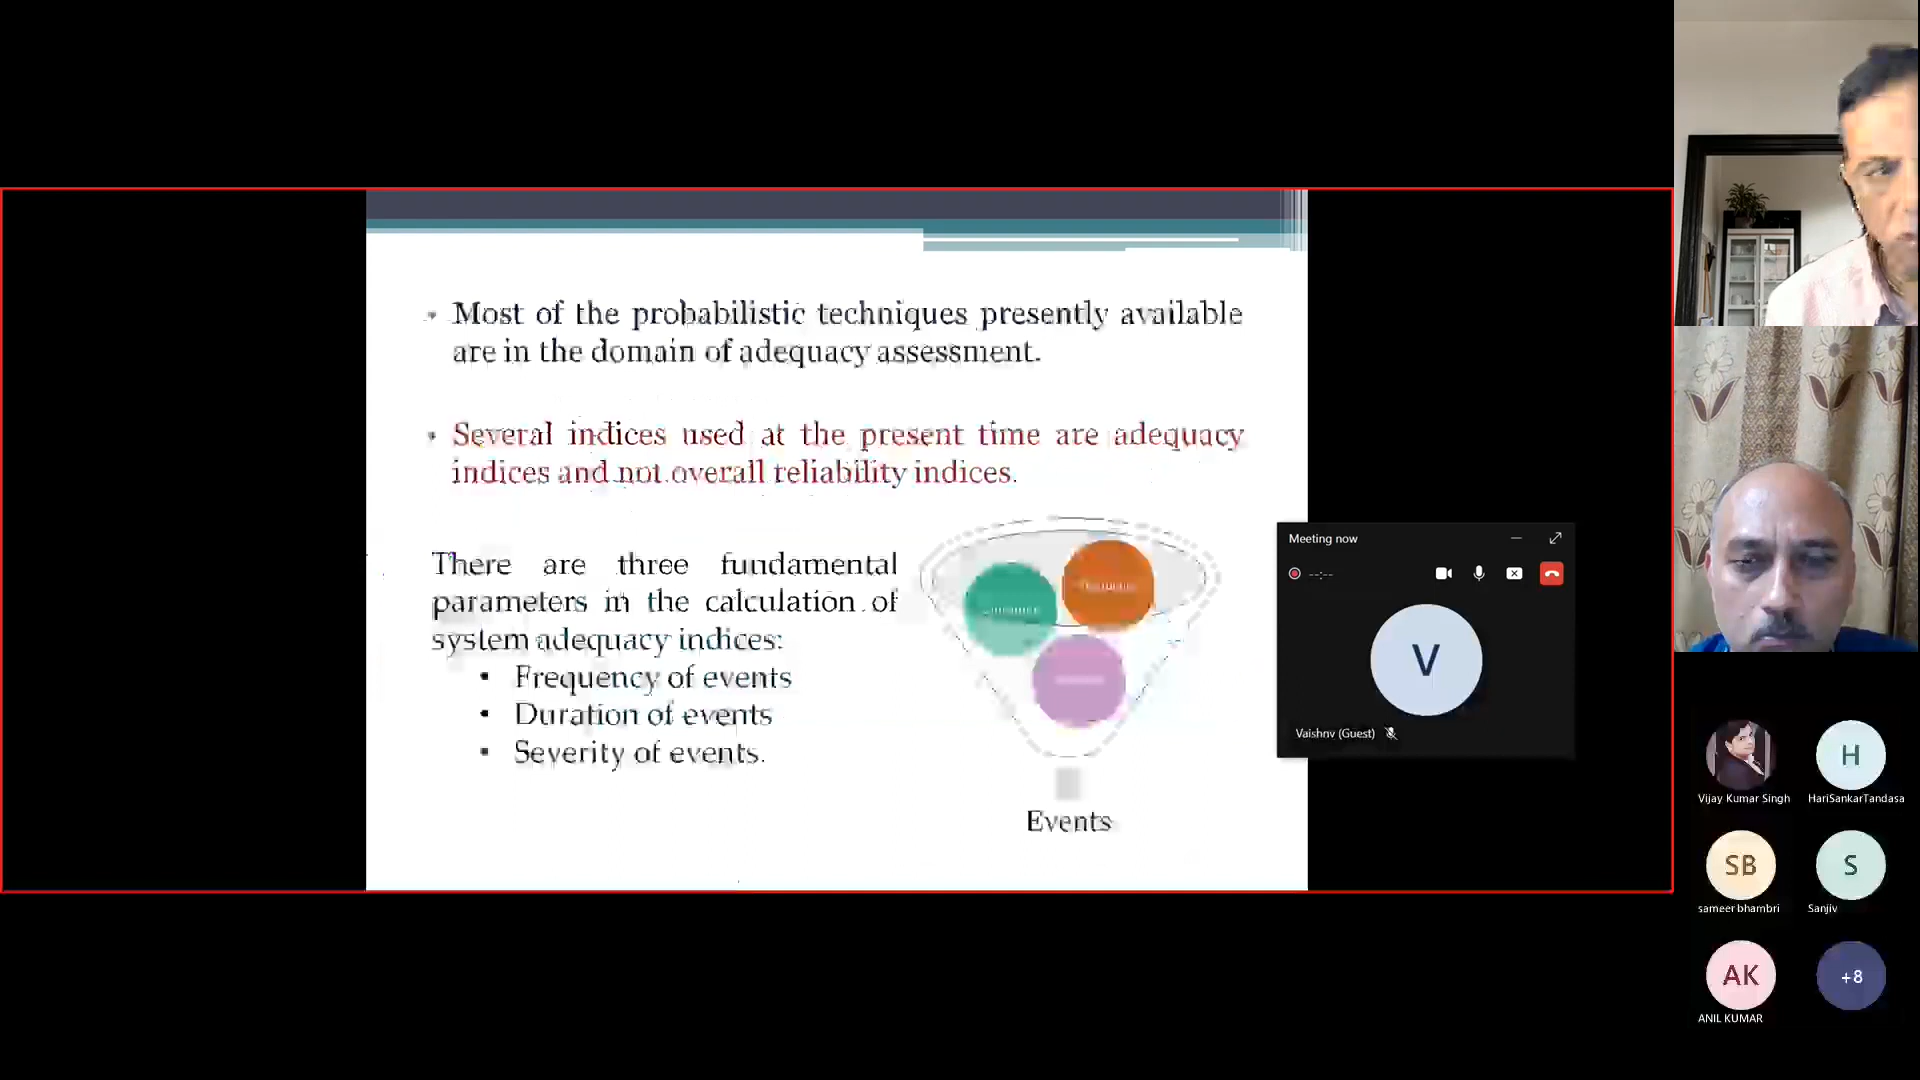 Most of the probabilistic techniques presently available
are in the domain of adequacy assessment.
Several indices used at the present time are adequacy
indices and not overall reliability indices.
There are three fundamental
parameters in the calculation of
system adequacy indices:
• Frequency of events
• Duration of events
• Severity of events.
Events
Meeting now
--:--
V
Vaishnv (Guest)
H
Vijay Kumar Singh
HariSankarTandasa
SB
S
sameer bhambri
Sanjiv
AK
+8
ANIL KUMAR